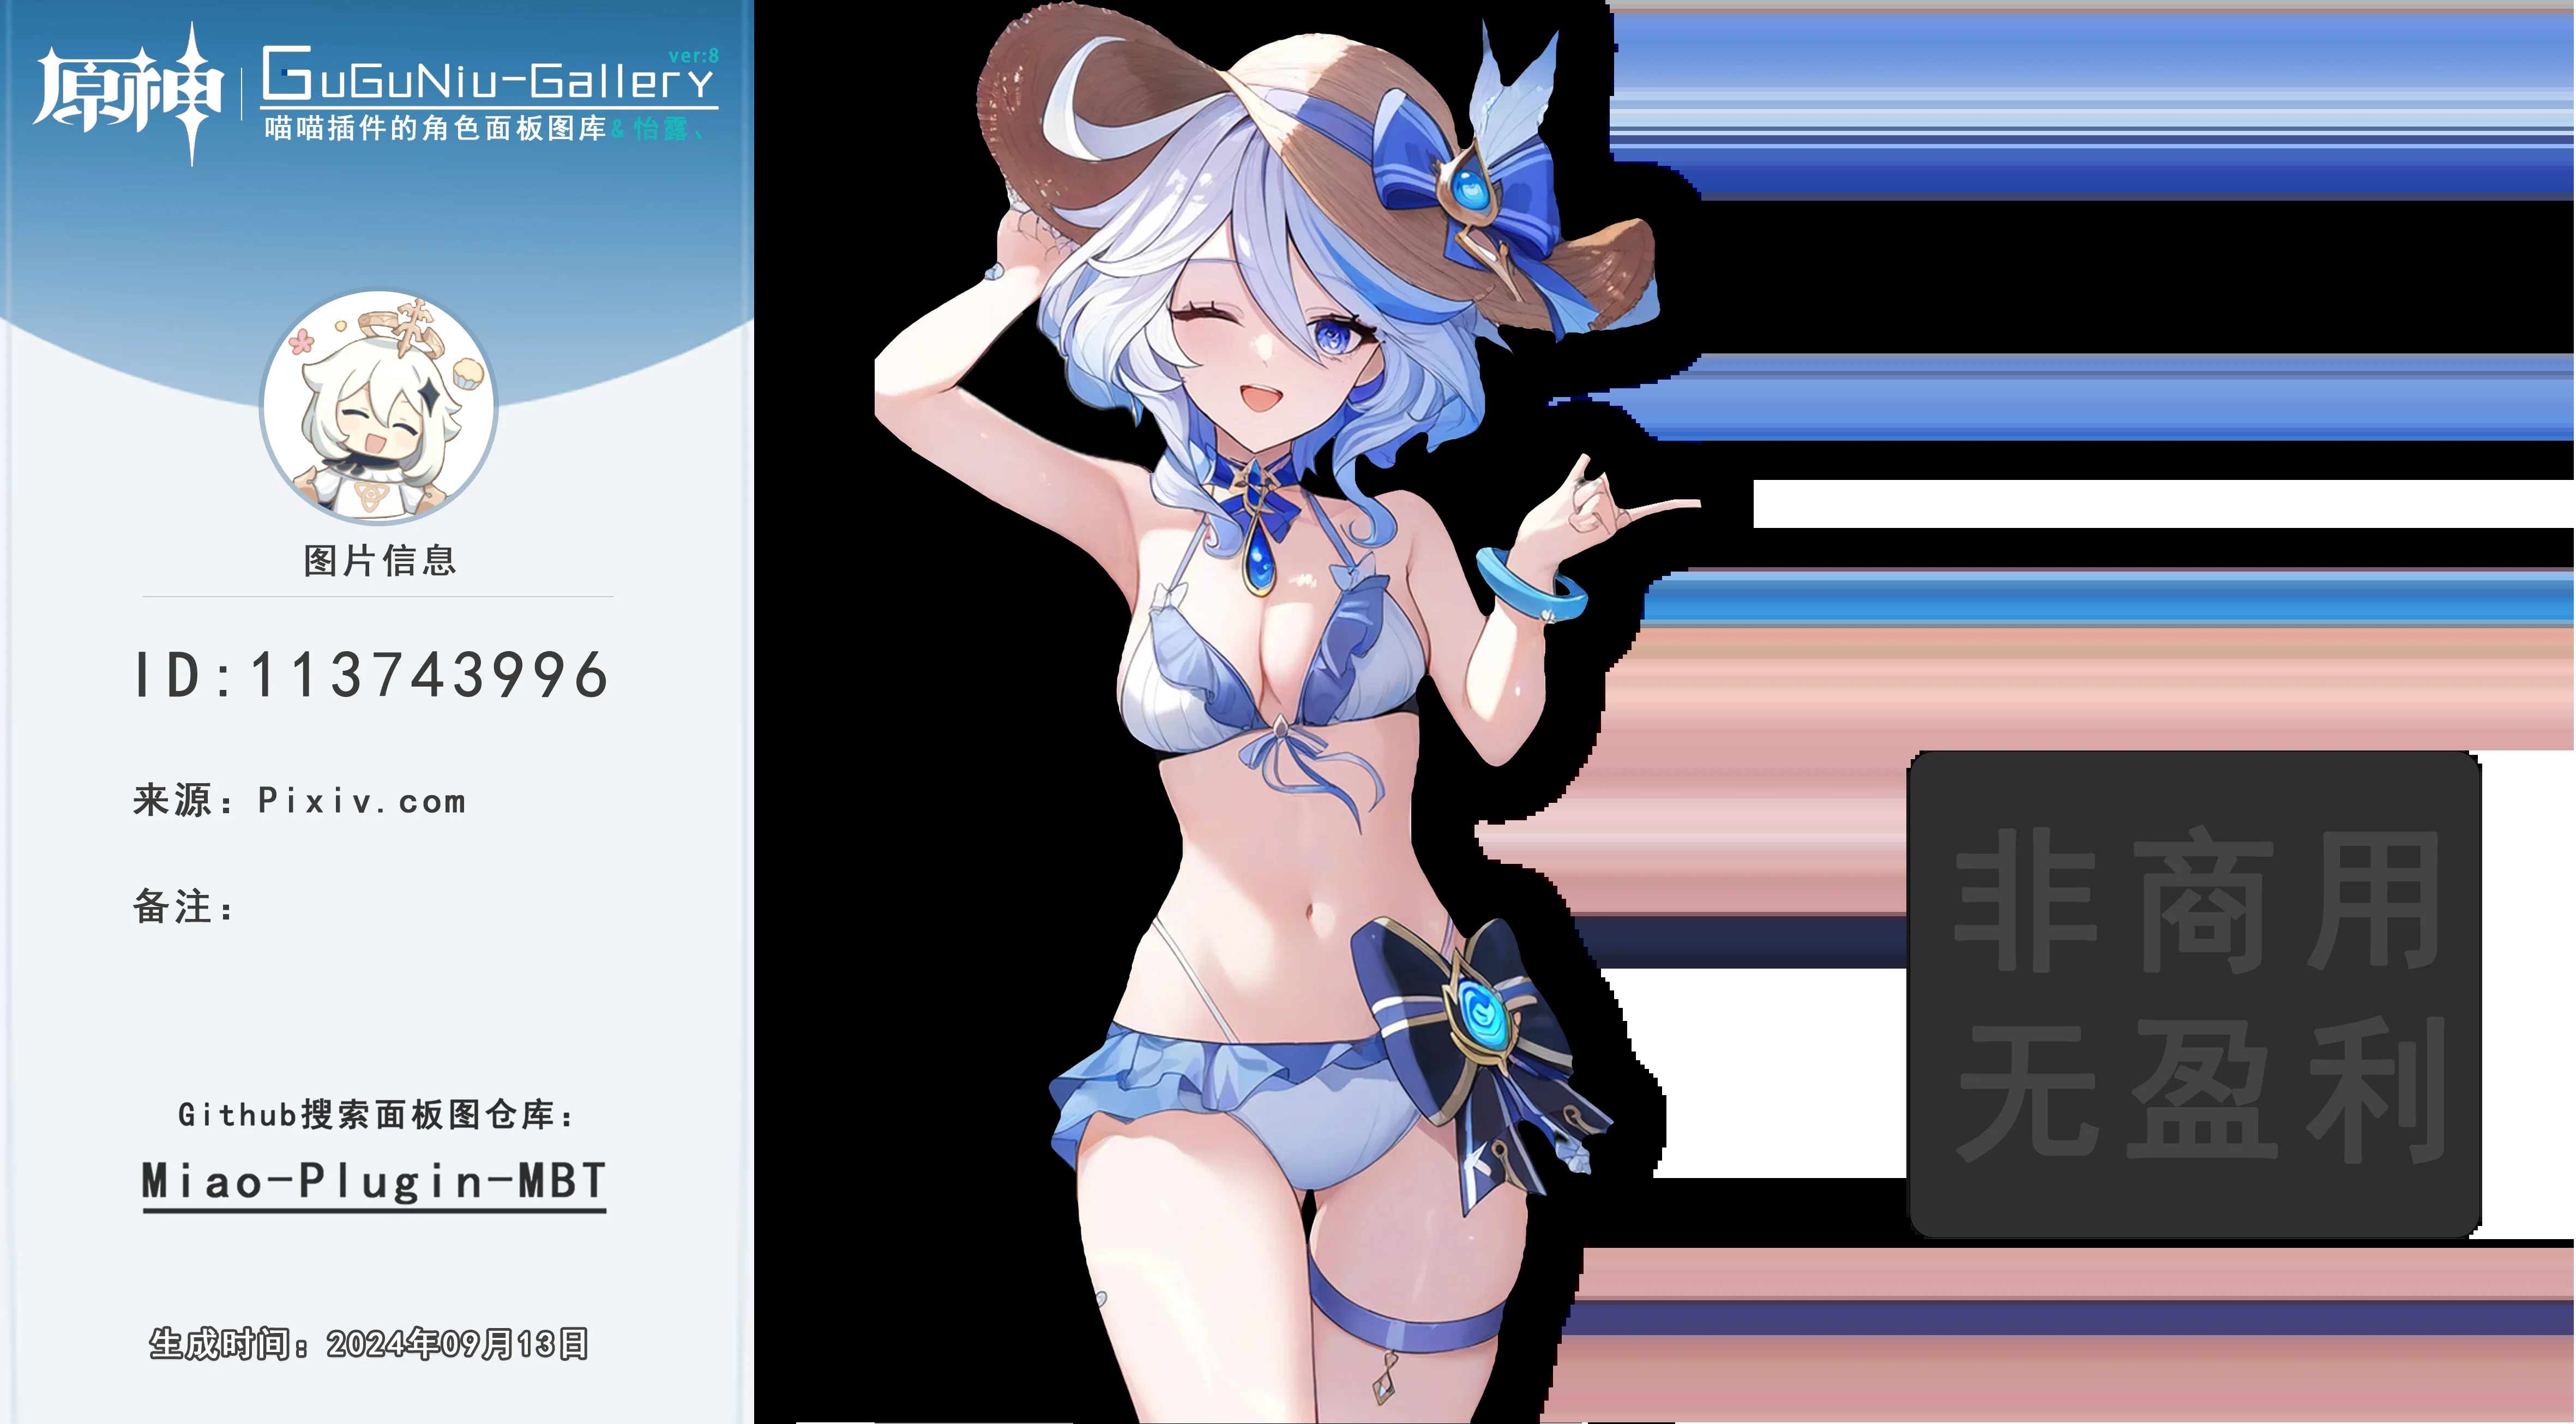 原神
GuGuNiu-Gallery
ver:8
喵喵插件的角色面板图库& 怡露、
图片信息
ID:113743996
来源：Pixiv.com
备注：
Github搜索面板图仓库：
Miao-Plugin-MBT
生成时间：2024年09月13日
非商用
无盈利